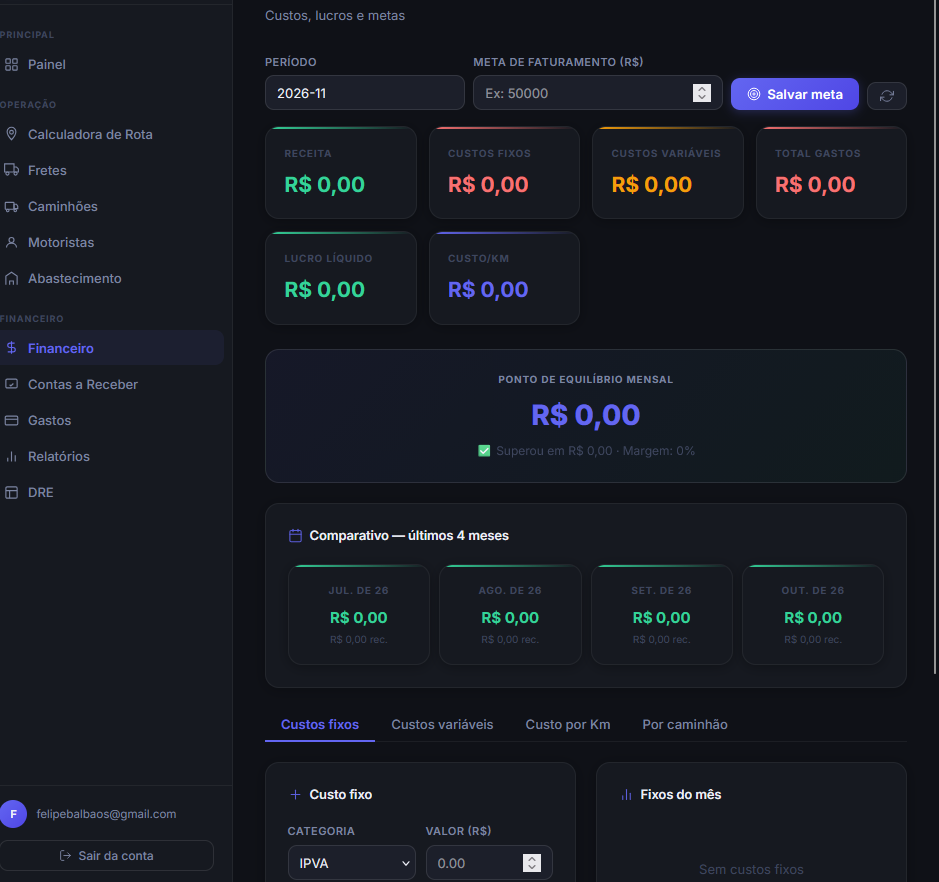 PRINCIPAL
Painel
OPERAÇÃO
Calculadora de Rota
Fretes
Caminhões
Motoristas
Abastecimento
FINANCEIRO
Financeiro
Contas a Receber
Gastos
Relatórios
DRE
F felipebalbaos@gmail.com
Sair da conta
Custos, lucros e metas
PERÍODO META DE FATURAMENTO (R$)
2026-11 Ex: 50000 Salvar meta
RECEITA CUSTOS FIXOS CUSTOS VARIÁVEIS TOTAL GASTOS
R$ 0,00 R$ 0,00 R$ 0,00 R$ 0,00
LUCRO LÍQUIDO CUSTO/KM
R$ 0,00 R$ 0,00
PONTO DE EQUILÍBRIO MENSAL
R$ 0,00
✅ Superou em R$ 0,00 · Margem: 0%
Comparativo — últimos 4 meses
JUL. DE 26 AGO. DE 26 SET. DE 26 OUT. DE 26
R$ 0,00 R$ 0,00 R$ 0,00 R$ 0,00
R$ 0,00 rec. R$ 0,00 rec. R$ 0,00 rec. R$ 0,00 rec.
Custos fixos Custos variáveis Custo por Km Por caminhão
+ Custo fixo
CATEGORIA VALOR (R$)
IPVA 0.00
Fixos do mês
Sem custos fixos